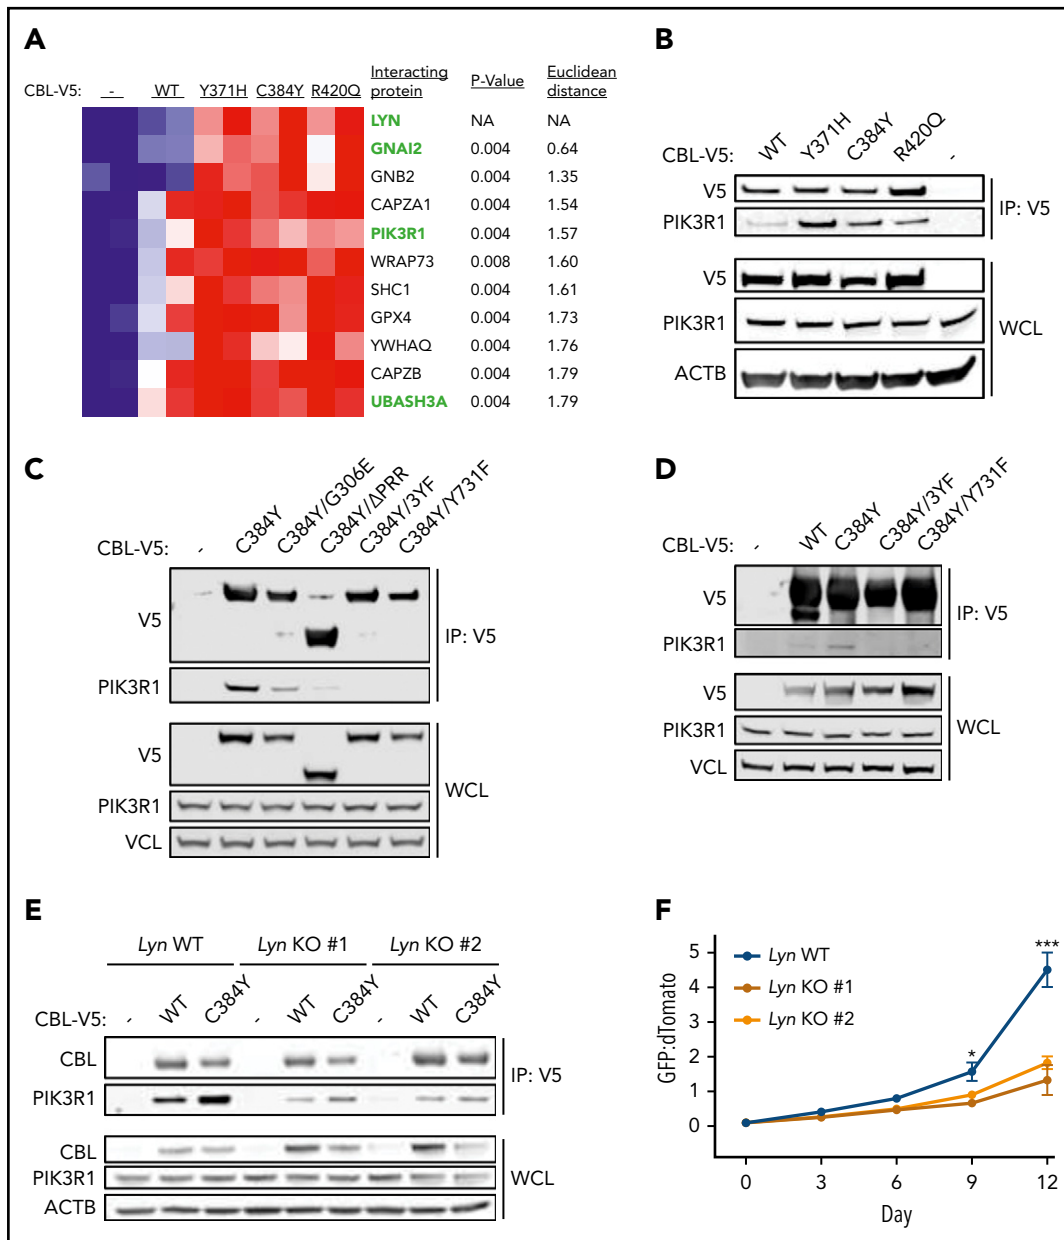 A
CBL-V5: - WT Y371H C384Y R420Q
Interacting protein P-Value Euclidean distance
LYN NA NA
GNAI2 0.004 0.64
GNB2 0.004 1.35
CAPZA1 0.004 1.54
PIK3R1 0.004 1.57
WRAP73 0.008 1.60
SHC1 0.004 1.61
GPX4 0.004 1.73
YWHAQ 0.004 1.76
CAPZB 0.004 1.79
UBASH3A 0.004 1.79
B
CBL-V5: WT Y371H C384Y R420Q -
V5
PIK3R1
IP: V5
V5
PIK3R1
ACTB
WCL
C
CBL-V5: - C384Y C384Y/G306E C384Y/ΔPRR C384Y/3YF C384Y/Y731F
V5
PIK3R1
IP: V5
V5
PIK3R1
VCL
WCL
D
CBL-V5: - WT C384Y C384Y/3YF C384Y/Y731F
V5
PIK3R1
IP: V5
V5
PIK3R1
VCL
WCL
E
Lyn WT Lyn KO #1 Lyn KO #2
CBL-V5: - WT C384Y - WT C384Y - WT C384Y
CBL
PIK3R1
IP: V5
CBL
PIK3R1
ACTB
WCL
F
Lyn WT
Lyn KO #1
Lyn KO #2
* ***
GFP:dTomato
5
4
3
2
1
0
0 3 6 9 12
Day